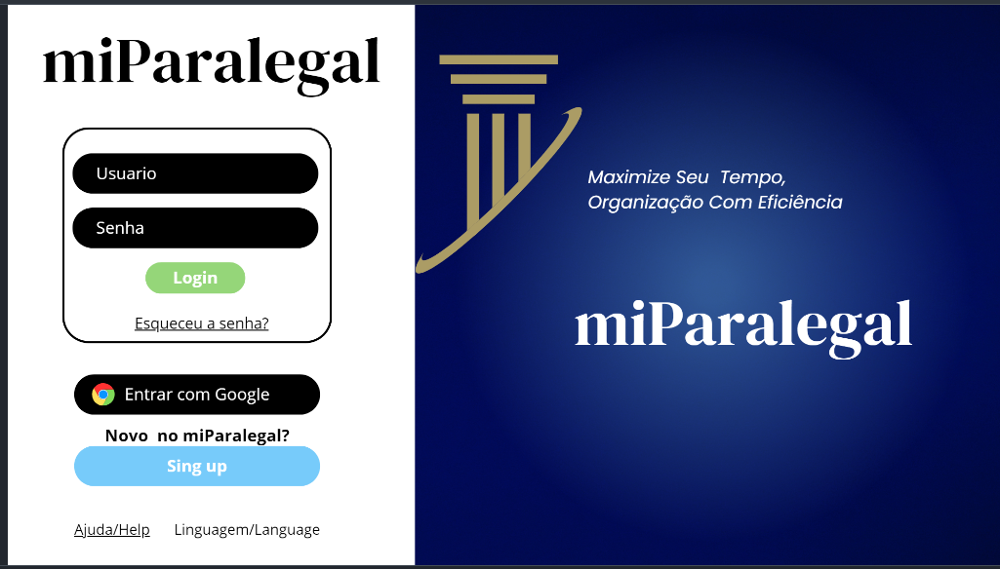 miParalegal
Usuario
Senha
Login
Esqueceu a senha?
Entrar com Google
Novo  no miParalegal?
Sing up
Ajuda/Help
Linguagem/Language
Maximize Seu  Tempo,
Organização Com Eficiência
miParalegal